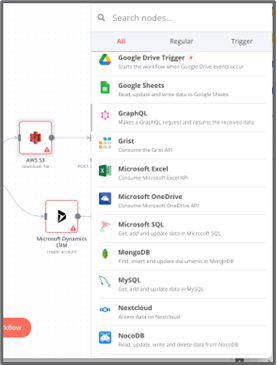 Search nodes...
All Regular Trigger
Google Drive Trigger
Starts the workflow when Google Drive events occur
Google Sheets
Read, update and write data to Google Sheets
GraphQL
Makes a GraphQL request and returns the received data
Grist
Consume the Grist API
Microsoft Excel
Consume Microsoft Excel API
Microsoft OneDrive
Consume Microsoft OneDrive API
Microsoft SQL
Get, add and update data in Microsoft SQL
MongoDB
Find, insert and update documents in MongoDB
MySQL
Get, add and update data in MySQL
Nextcloud
Access data on Nextcloud
NocoDB
Read, update, write and delete data from NocoDB
AWS S3
download: file
Microsoft Dynamics
CRM
create: account
rkflow